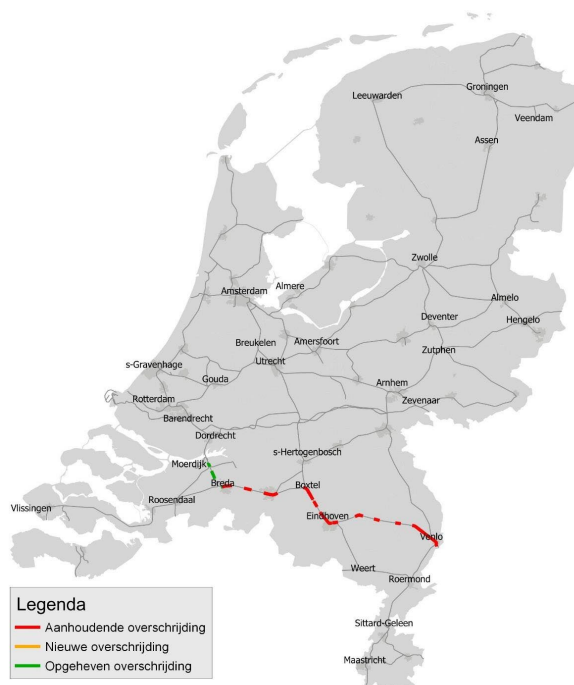 Groningen
Leeuwarden
Veendam
Assen
Zwolle
Almere
Amsterdam
Almelo
Deventer
Hengelo
Breukelen
Amersfoort
Zutphen
s-Gravenhage
Utrecht
Gouda
Arnhem
Zevenaar
Rotterdam
Barendrecht
Dordrecht
s-Hertogenbosch
Moerdijk
Breda
Boxtel
Roosendaal
Vlissingen
Eindhoven
Venlo
Weert
Roermond
Sittard-Geleen
Maastricht
Legenda
Aanhoudende overschrijding
Nieuwe overschrijding
Opgeheven overschrijding